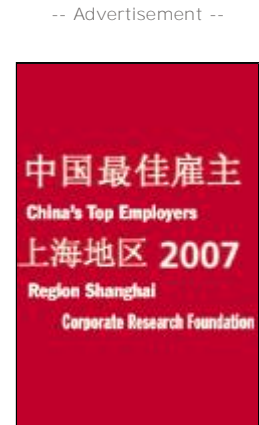 -- Advertisement --
中国最佳雇主
China's Top Employers
上海地区 2007
Region Shanghai
Corporate Research Foundation